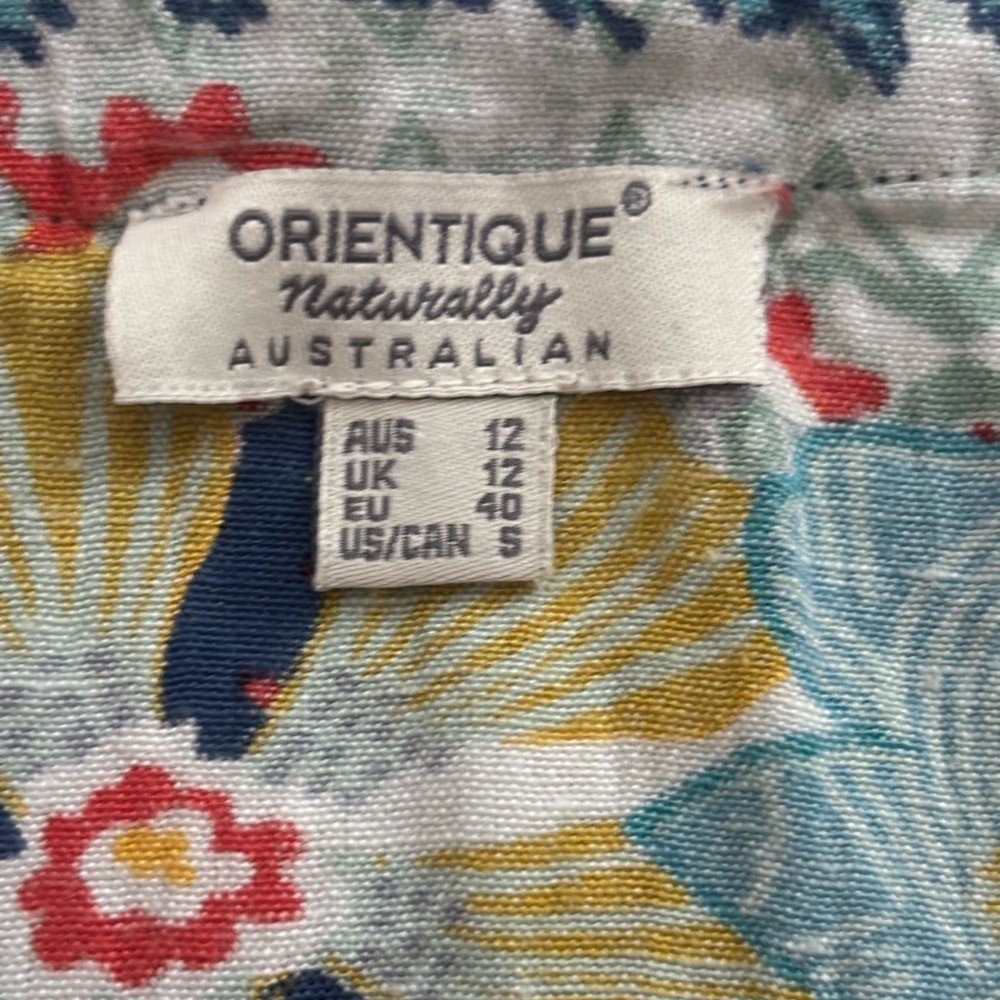 ORIENTIQUE®
Naturally
AUSTRALIAN
AUS 12
UK 12
EU 40
US/CAN S